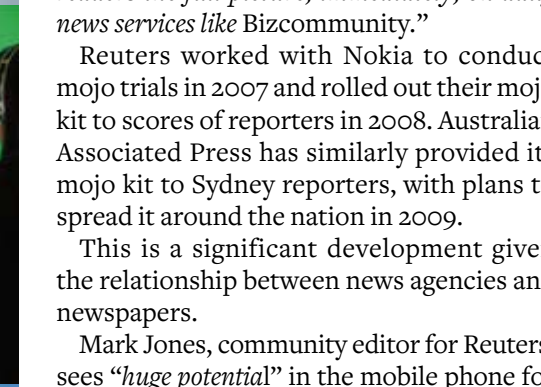 news services like Bizcommunity.”
Reuters worked with Nokia to conduc
mojo trials in 2007 and rolled out their moj
kit to scores of reporters in 2008. Australia
Associated Press has similarly provided it
mojo kit to Sydney reporters, with plans t
spread it around the nation in 2009.
This is a significant development give
the relationship between news agencies an
newspapers.
Mark Jones, community editor for Reuters
sees “huge potential” in the mobile phone fo